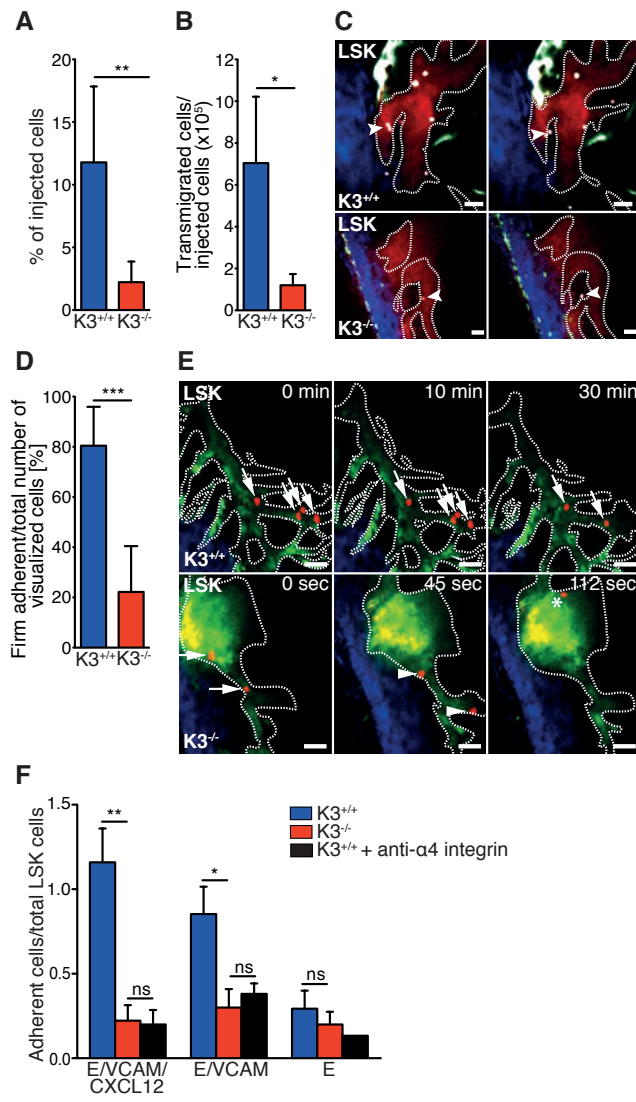 A
% of injected cells
20
15
10
5
0
**
K3+/+ K3-/-
B
Transmigrated cells/
injected cells (x10⁵)
12
10
8
6
4
2
0
*
K3+/+ K3-/-
C
LSK
K3+/+
LSK
K3-/-
D
Firm adherent/total number of
visualized cells [%]
100
80
60
40
20
0
***
K3+/+ K3-/-
E
LSK 0 min
10 min
30 min
K3+/+
LSK 0 sec
45 sec
112 sec
*
K3-/-
F
Adherent cells/total LSK cells
1.5
1.0
0.5
0.0
**
ns
*
ns
ns
K3+/+
K3-/-
K3+/+ + anti-α4 integrin
E/VCAM/
CXCL12
E/VCAM
E